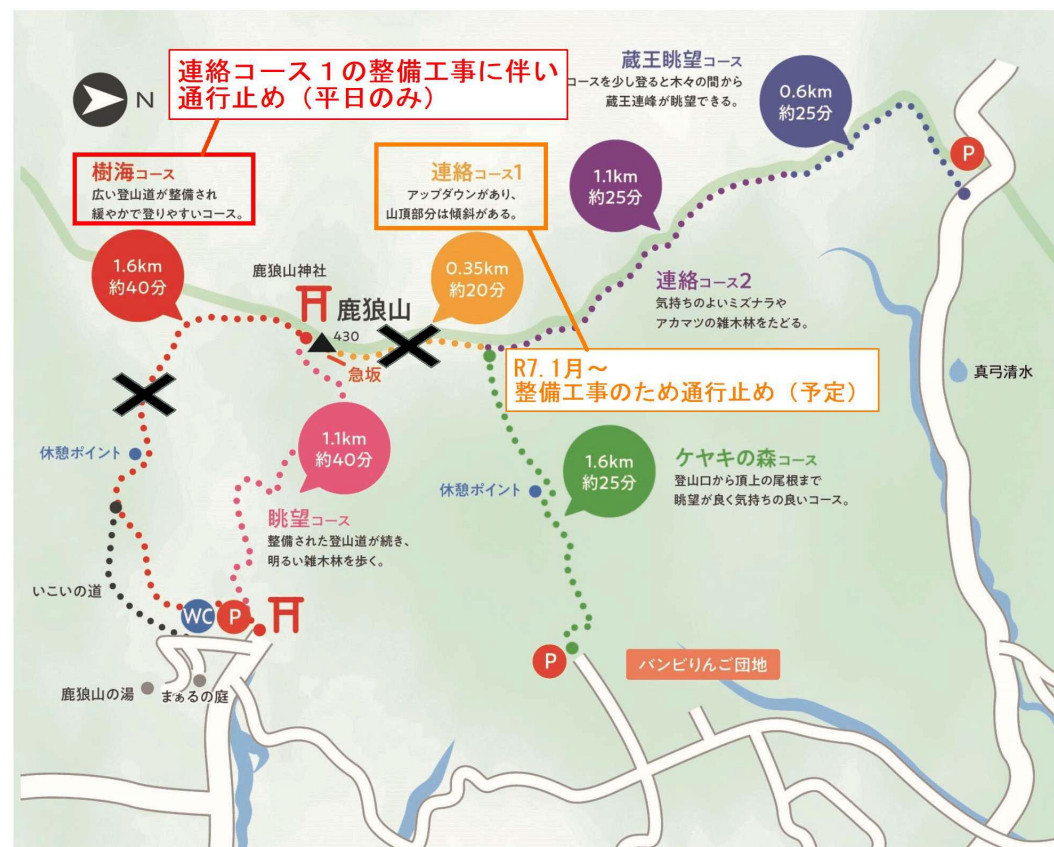 連絡コース１の整備工事に伴い
通行止め（平日のみ）
N
樹海コース
広い登山道が整備され
緩やかで登りやすいコース。
1.6km
約40分
連絡コース1
アップダウンがあり、
山頂部分は傾斜がある。
0.35km
約20分
蔵王眺望コース
コースを少し登ると木々の間から
蔵王連峰が眺望できる。
0.6km
約25分
P
1.1km
約25分
連絡コース2
気持ちのよいミズナラや
アカマツの雑木林をたどる。
鹿狼山神社
鹿狼山
430
急坂
R7. 1月～
整備工事のため通行止め（予定）
真弓清水
休憩ポイント
1.1km
約40分
眺望コース
整備された登山道が続き、
明るい雑木林を歩く。
休憩ポイント
1.6km
約25分
ケヤキの森コース
登山口から頂上の尾根まで
眺望が良く気持ちの良いコース。
いこいの道
WC
P
P
バンビりんご団地
鹿狼山の湯
まぁるの庭